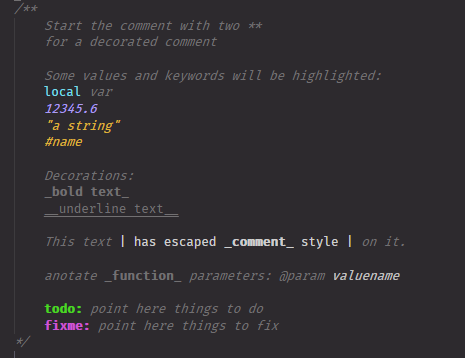 /**
Start the comment with two **
for a decorated comment
Some values and keywords will be highlighted:
local var
12345.6
"a string"
#name
Decorations:
_bold text_
__underline text__
This text | has escaped _comment_ style | on it.
anotate _function_ parameters: @param valuename
todo: point here things to do
fixme: point here things to fix
*/